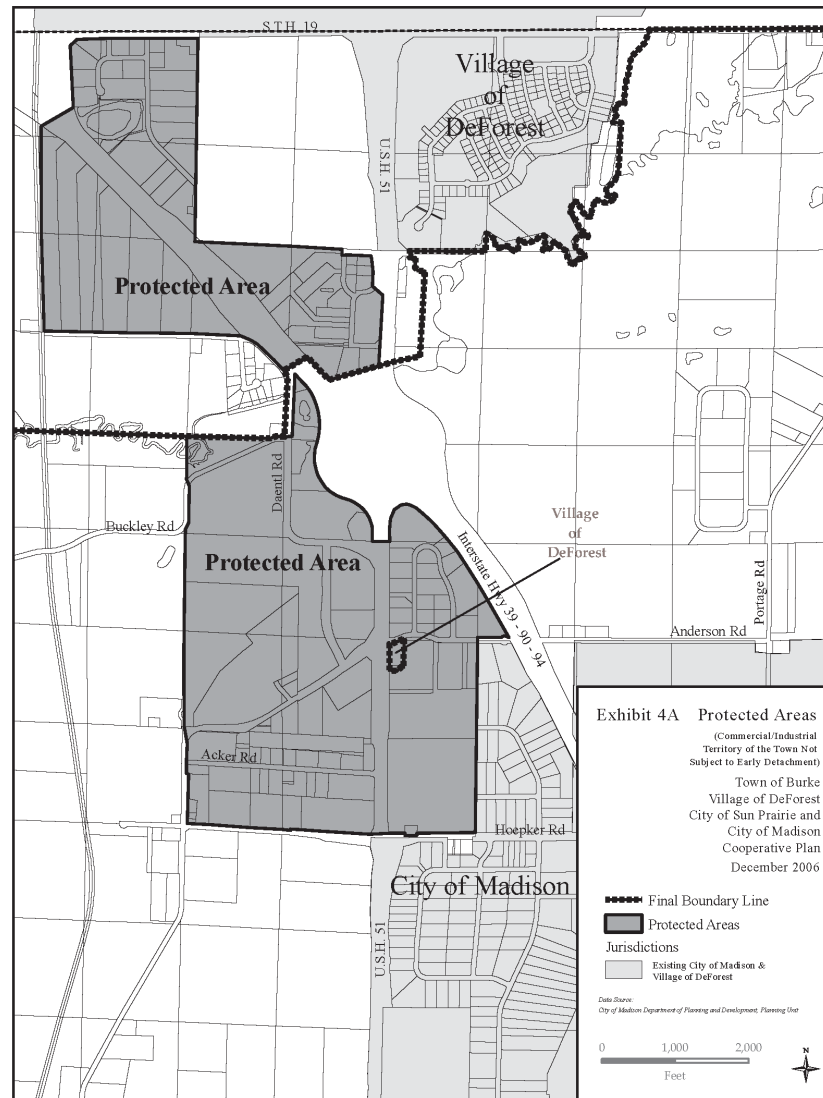 S.T.H. 19
Village
of
DeForest
U.S.H. 51
Protected Area
Daentl Rd
Buckley Rd
Village
of
DeForest
Protected Area
Interstate Hwy 39 - 90 - 94
Portage Rd
Anderson Rd
Acker Rd
Hoepker Rd
City of Madison
U.S.H. 51
Exhibit 4A Protected Areas
(Commercial/Industrial
Territory of the Town Not
Subject to Early Detachment)
Town of Burke
Village of DeForest
City of Sun Prairie and
City of Madison
Cooperative Plan
December 2006
Final Boundary Line
Protected Areas
Jurisdictions
Existing City of Madison &
Village of DeForest
Data Source:
City of Madison Department of Planning and Development, Planning Unit
0 1,000 2,000
Feet
N